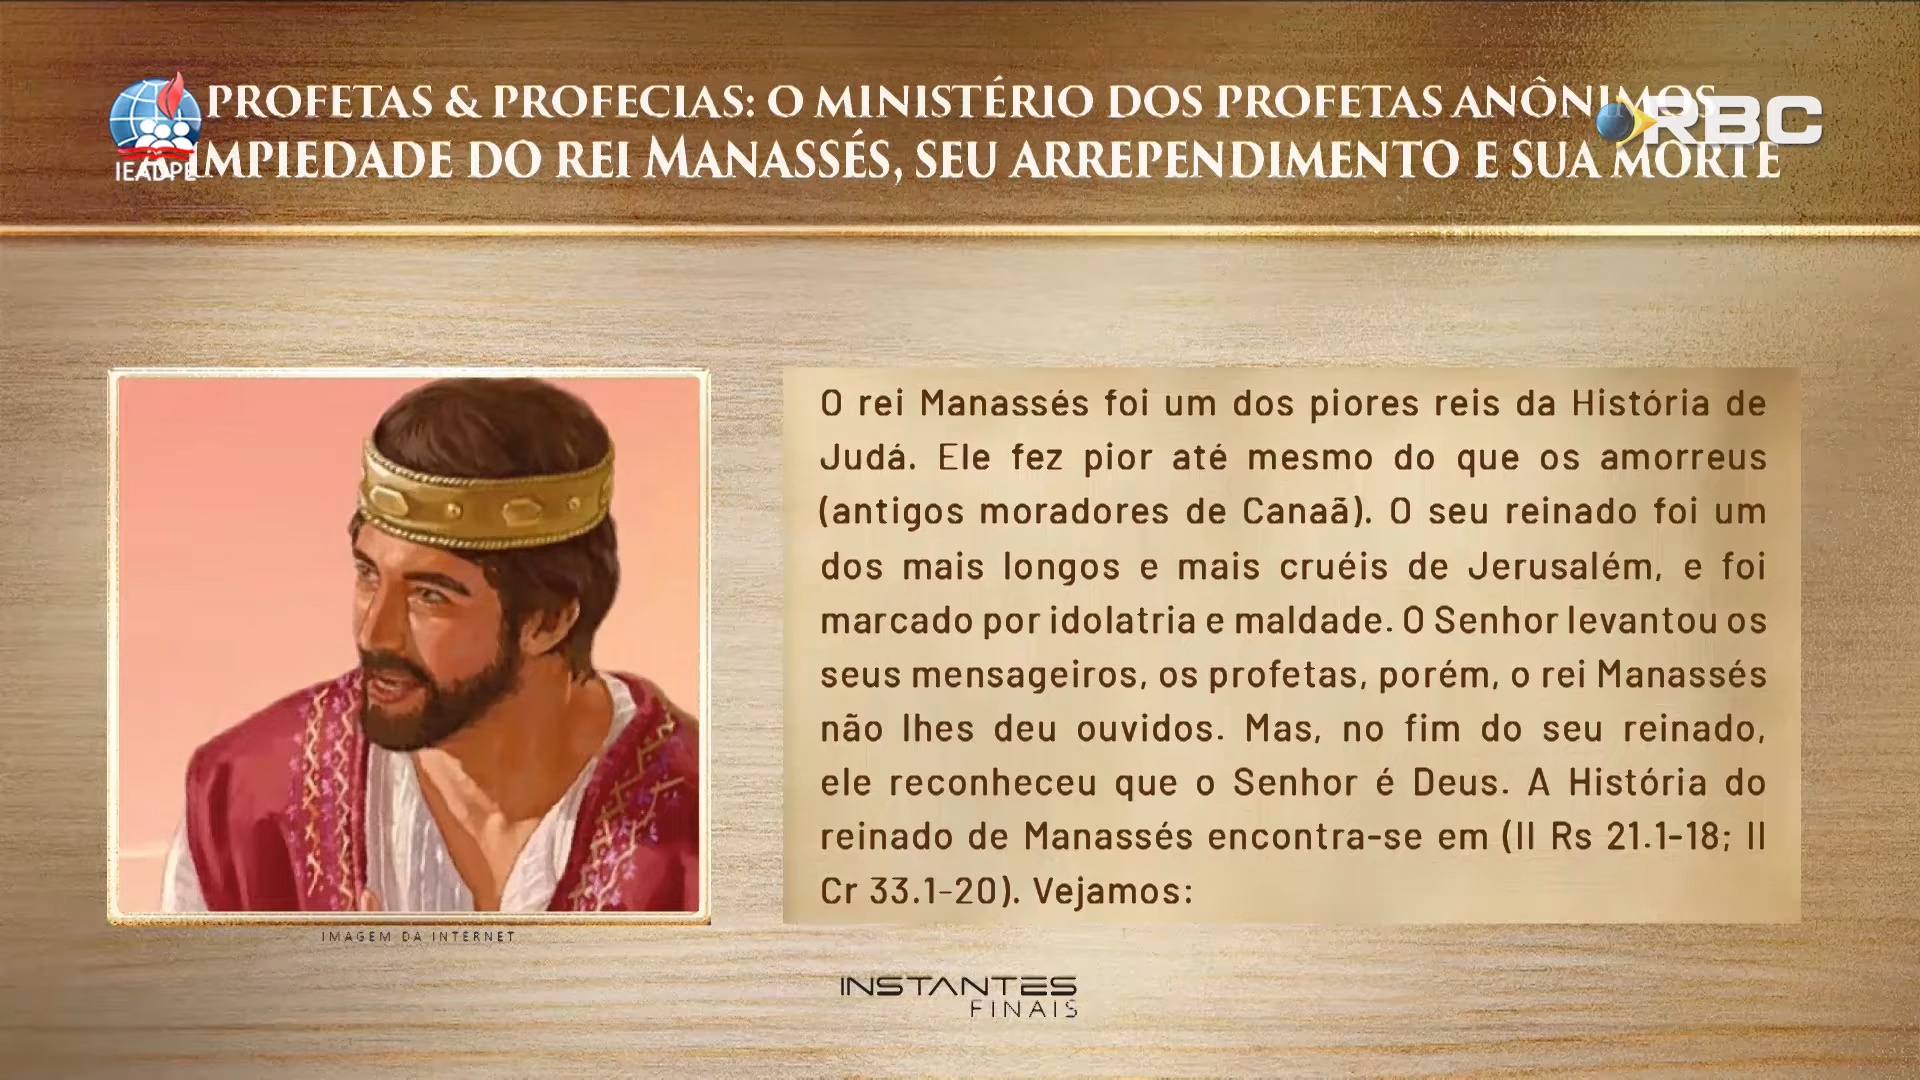 PROFETAS & PROFECIAS: O MINISTÉRIO DOS PROFETAS ANÔNIMOS
IMPIEDADE DO REI MANASSÉS, SEU ARREPENDIMENTO E SUA MORTE
IEADPE
RBC
O rei Manassés foi um dos piores reis da História de
Judá. Ele fez pior até mesmo do que os amorreus
(antigos moradores de Canaã). O seu reinado foi um
dos mais longos e mais cruéis de Jerusalém, e foi
marcado por idolatria e maldade. O Senhor levantou os
seus mensageiros, os profetas, porém, o rei Manassés
não lhes deu ouvidos. Mas, no fim do seu reinado,
ele reconheceu que o Senhor é Deus. A História do
reinado de Manassés encontra-se em (II Rs 21.1-18; II
Cr 33.1-20). Vejamos:
IMAGEM DA INTERNET
INSTANTES
FINAIS